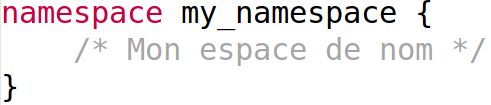 namespace my_namespace {
    /* Mon espace de nom */
}